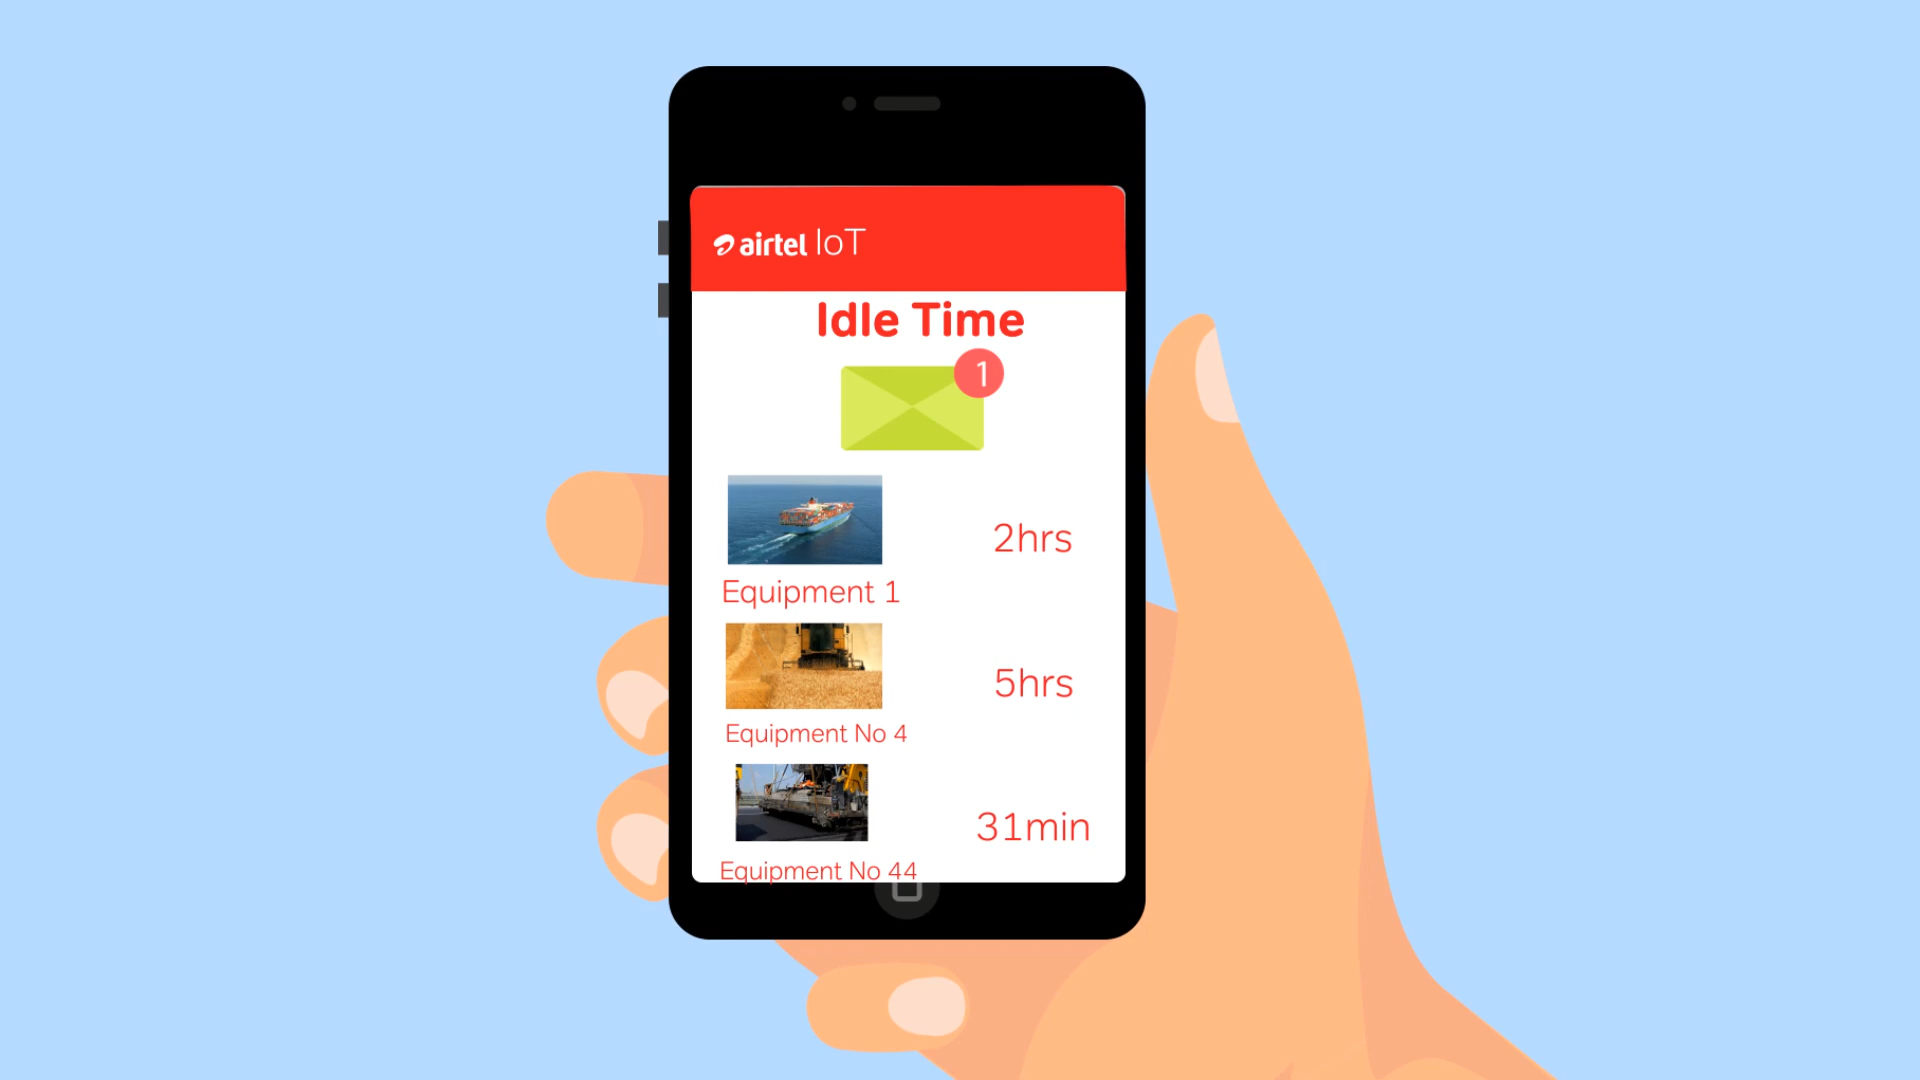 airtel IoT
Idle Time
1
2hrs
Equipment 1
5hrs
Equipment No 4
31min
Equipment No 44